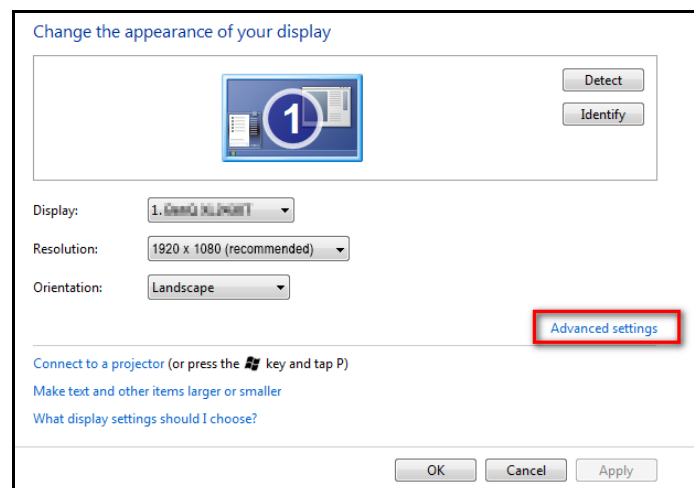 Change the appearance of your display
1
Detect
Identify
Display:
1.
Resolution:
1920 x 1080 (recommended)
Orientation:
Landscape
Advanced settings
Connect to a projector (or press the key and tap P)
Make text and other items larger or smaller
What display settings should I choose?
OK Cancel Apply